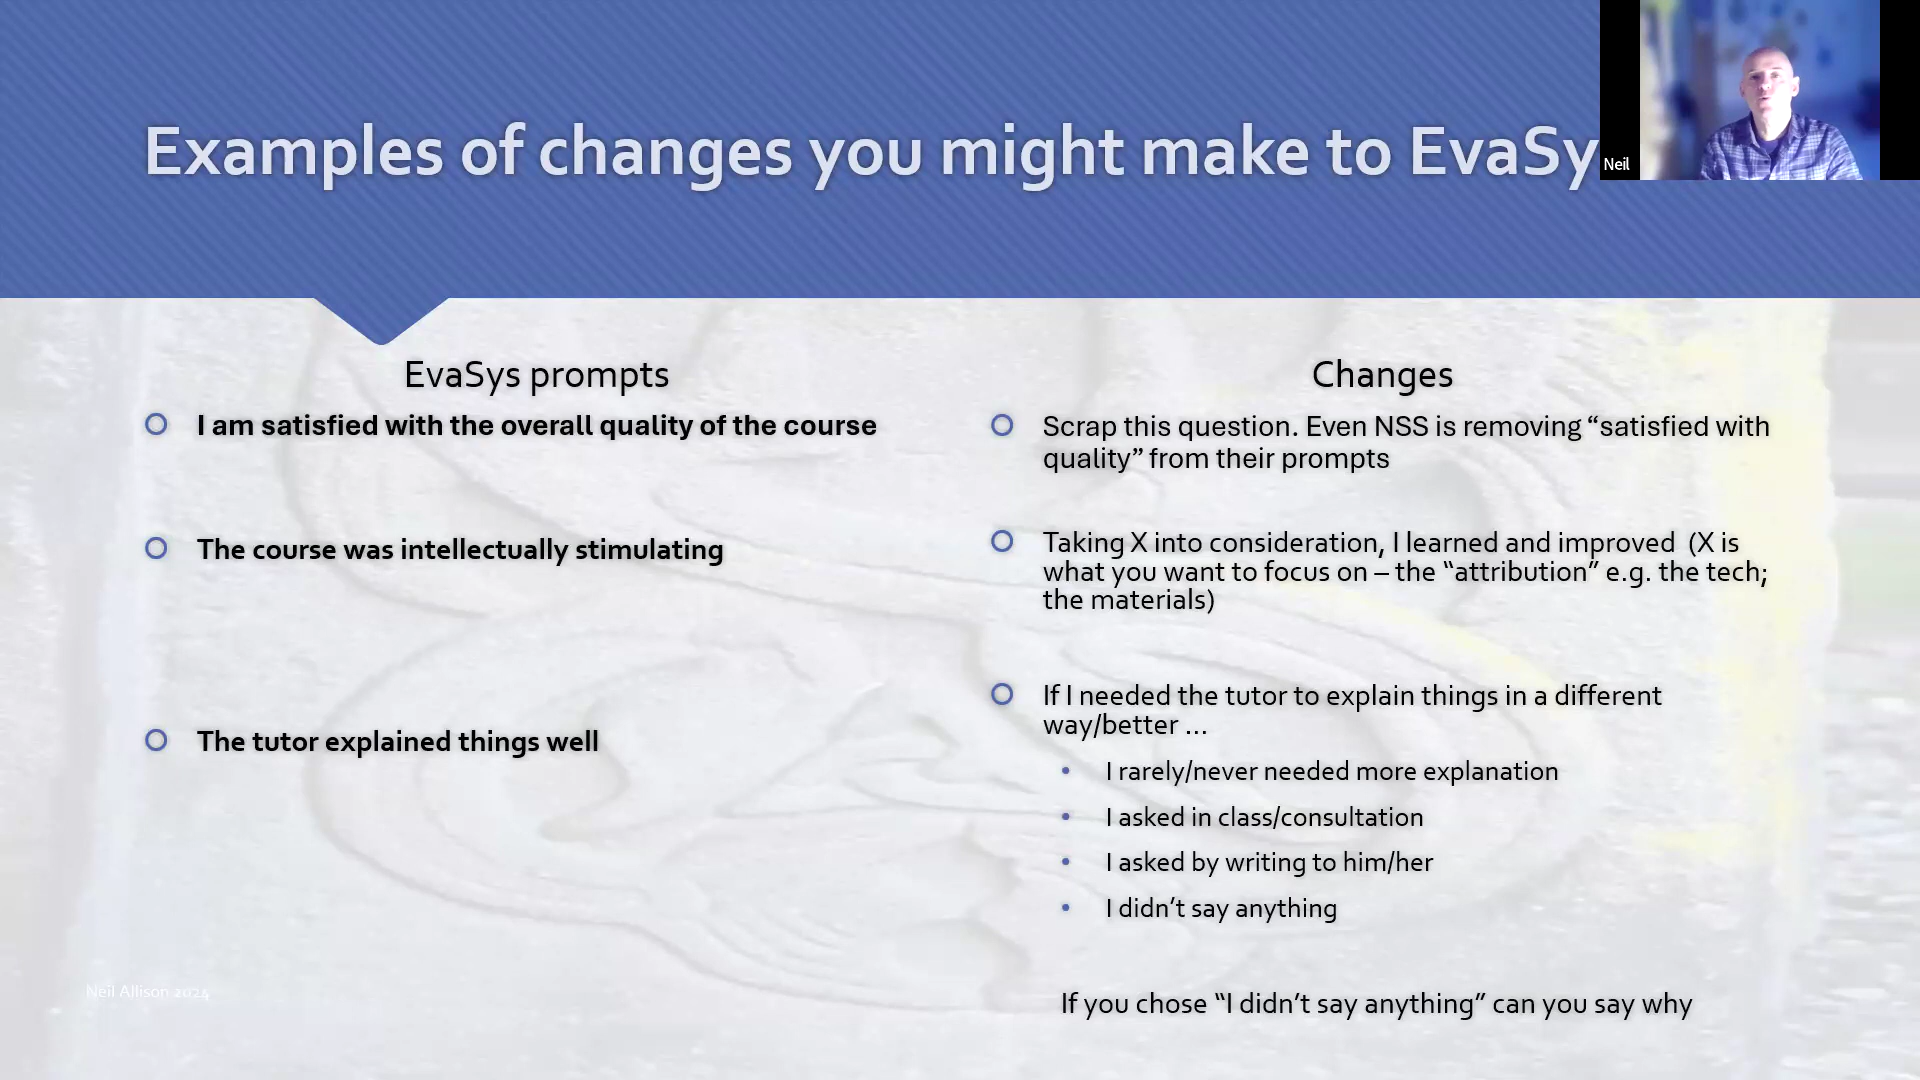 Examples of changes you might make to EvaSy
Neil
EvaSys prompts
I am satisfied with the overall quality of the course
The course was intellectually stimulating
The tutor explained things well
Changes
Scrap this question. Even NSS is removing “satisfied with
quality” from their prompts
Taking X into consideration, I learned and improved (X is
what you want to focus on – the “attribution” e.g. the tech;
the materials)
If I needed the tutor to explain things in a different
way/better ...
I rarely/never needed more explanation
I asked in class/consultation
I asked by writing to him/her
I didn’t say anything
If you chose “I didn’t say anything” can you say why
Neil Allison 2024